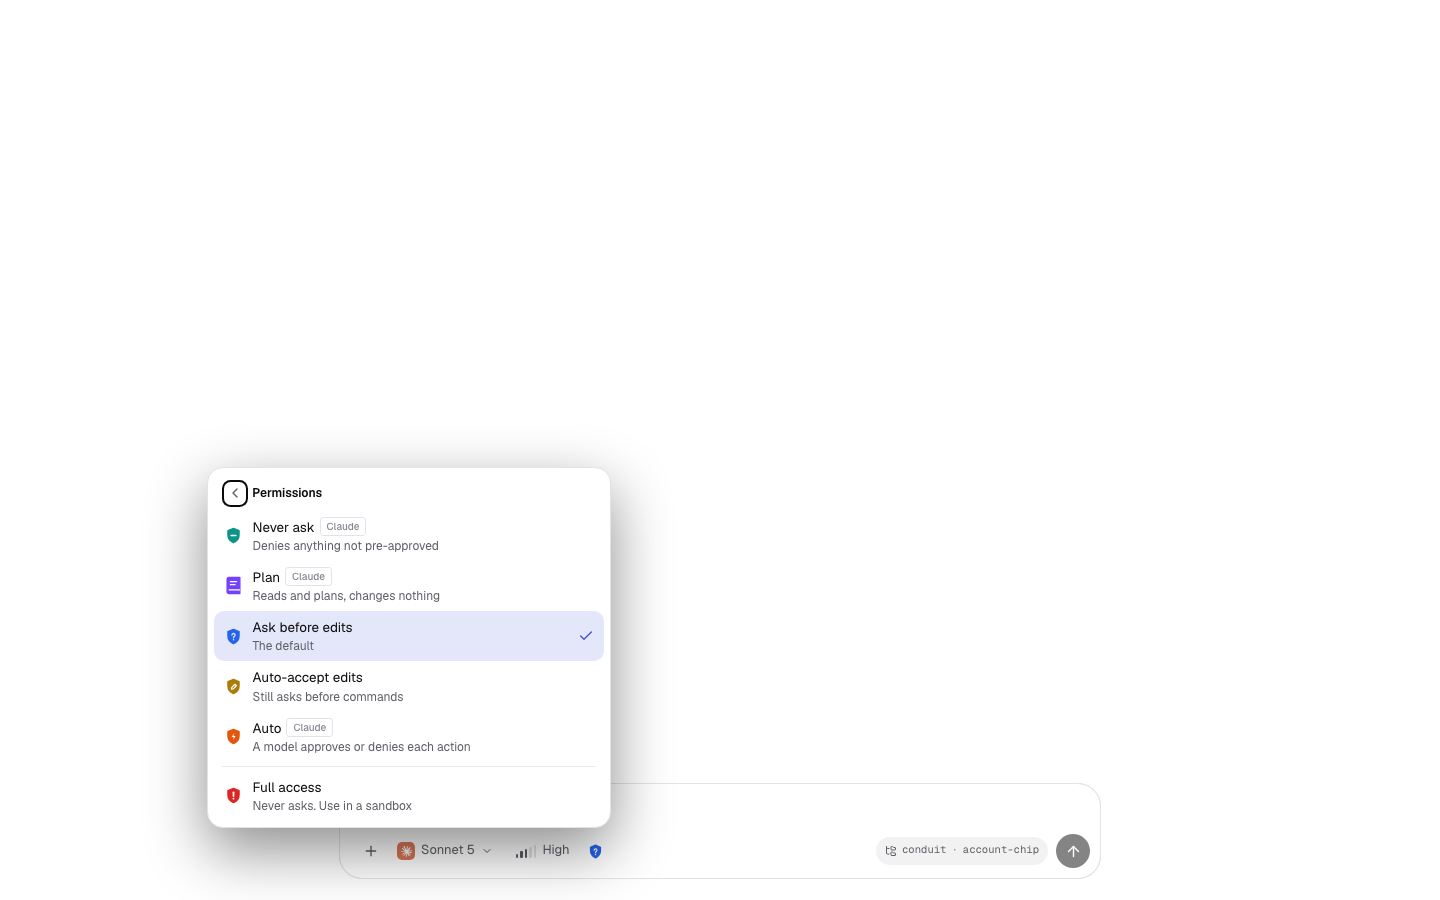 Permissions
Never ask Claude
Denies anything not pre-approved
Plan Claude
Reads and plans, changes nothing
Ask before edits
The default
Auto-accept edits
Still asks before commands
Auto Claude
A model approves or denies each action
Full access
Never asks. Use in a sandbox
Sonnet 5 High conduit · account-chip